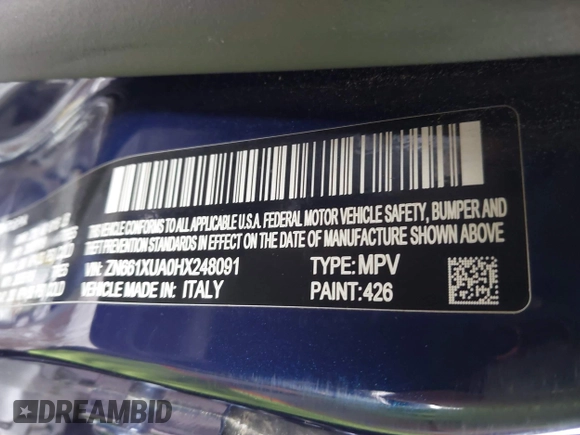 THE VEHICLE CONFORMS TO ALL APPLICABLE U.S.A. FEDERAL MOTOR VEHICLE SAFETY, BUMPER AND
THEFT PREVENTION STANDARDS IN EFFECT ON THE DATE OF MANUFACTURE SHOWN ABOVE
VIN: ZN661XUA0HX248091 TYPE: MPV
VEHICLE MADE IN: ITALY PAINT: 426
DREAMBID